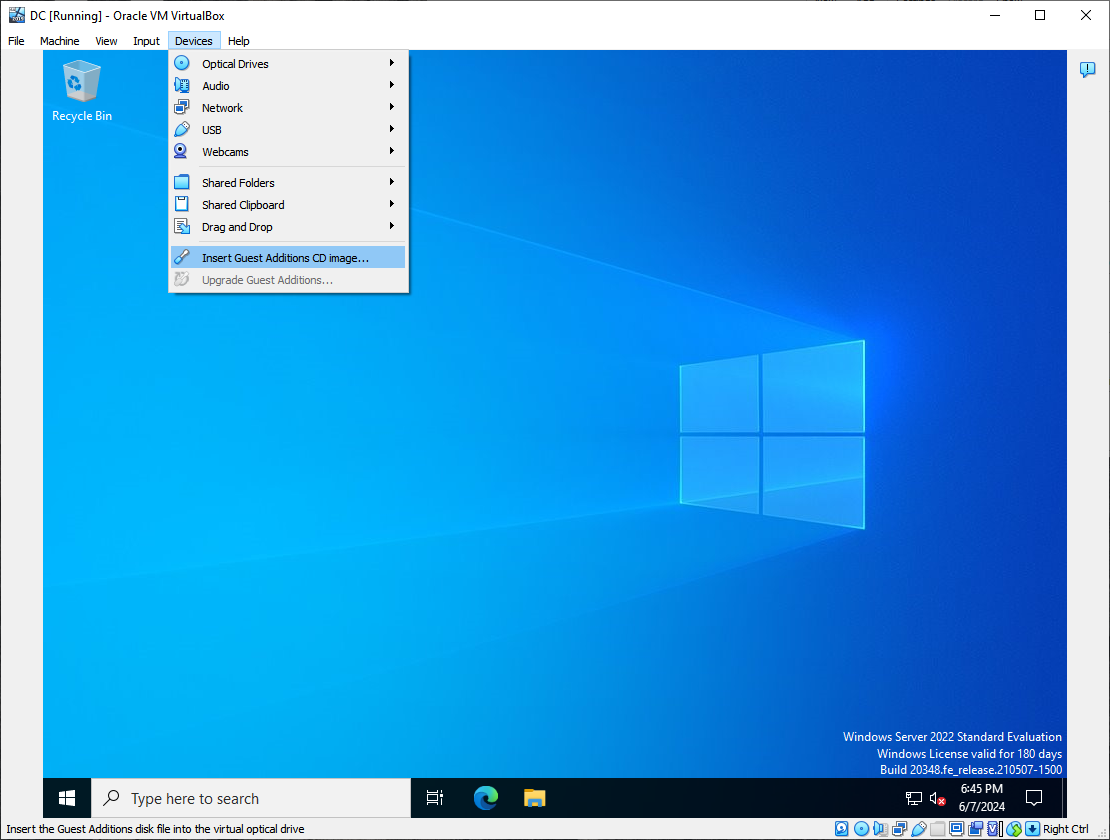 DC [Running] - Oracle VM VirtualBox
File Machine View Input Devices Help
Optical Drives
Audio
Network
USB
Webcams
Shared Folders
Shared Clipboard
Drag and Drop
Insert Guest Additions CD image...
Upgrade Guest Additions...
Recycle Bin
Windows Server 2022 Standard Evaluation
Windows License valid for 180 days
Build 20348.fe_release.210507-1500
Type here to search
6:45 PM
6/7/2024
Insert the Guest Additions disk file into the virtual optical drive
Right Ctrl